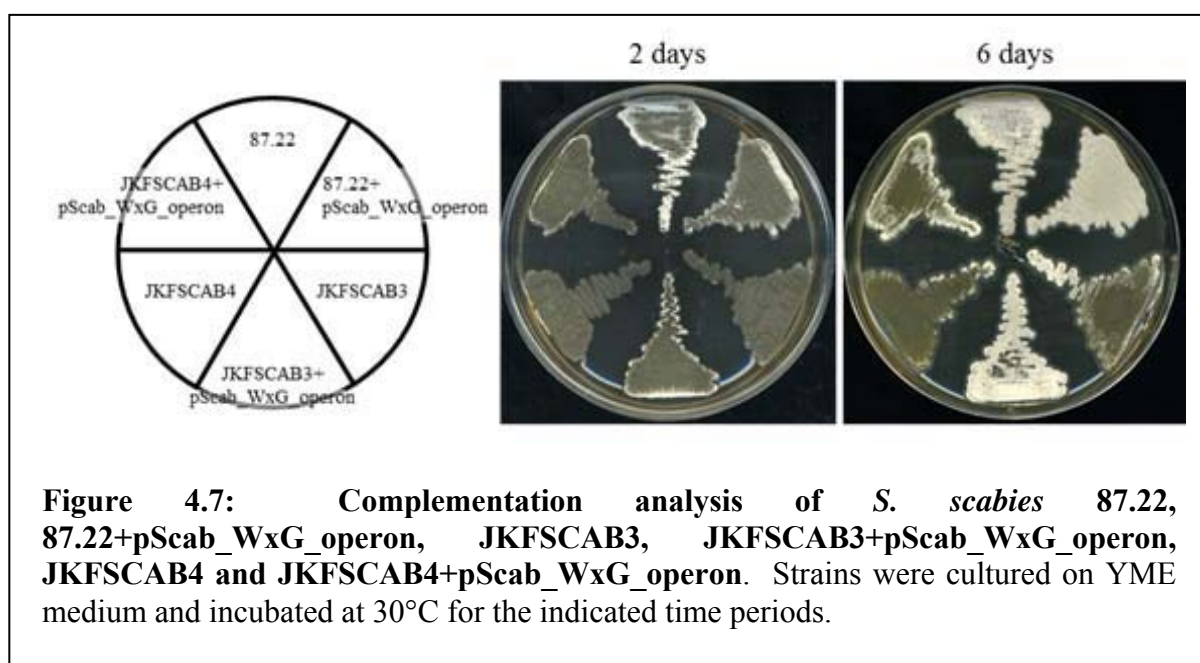 2 days
6 days
87.22
JKFSCAB4+
pScab_WxG_operon
87.22+
pScab_WxG_operon
JKFSCAB4
JKFSCAB3
JKFSCAB3+
pScab_WxG_operon
Figure 4.7: Complementation analysis of S. scabies 87.22,
87.22+pScab_WxG_operon, JKFSCAB3, JKFSCAB3+pScab_WxG_operon,
JKFSCAB4 and JKFSCAB4+pScab_WxG_operon. Strains were cultured on YME
medium and incubated at 30°C for the indicated time periods.